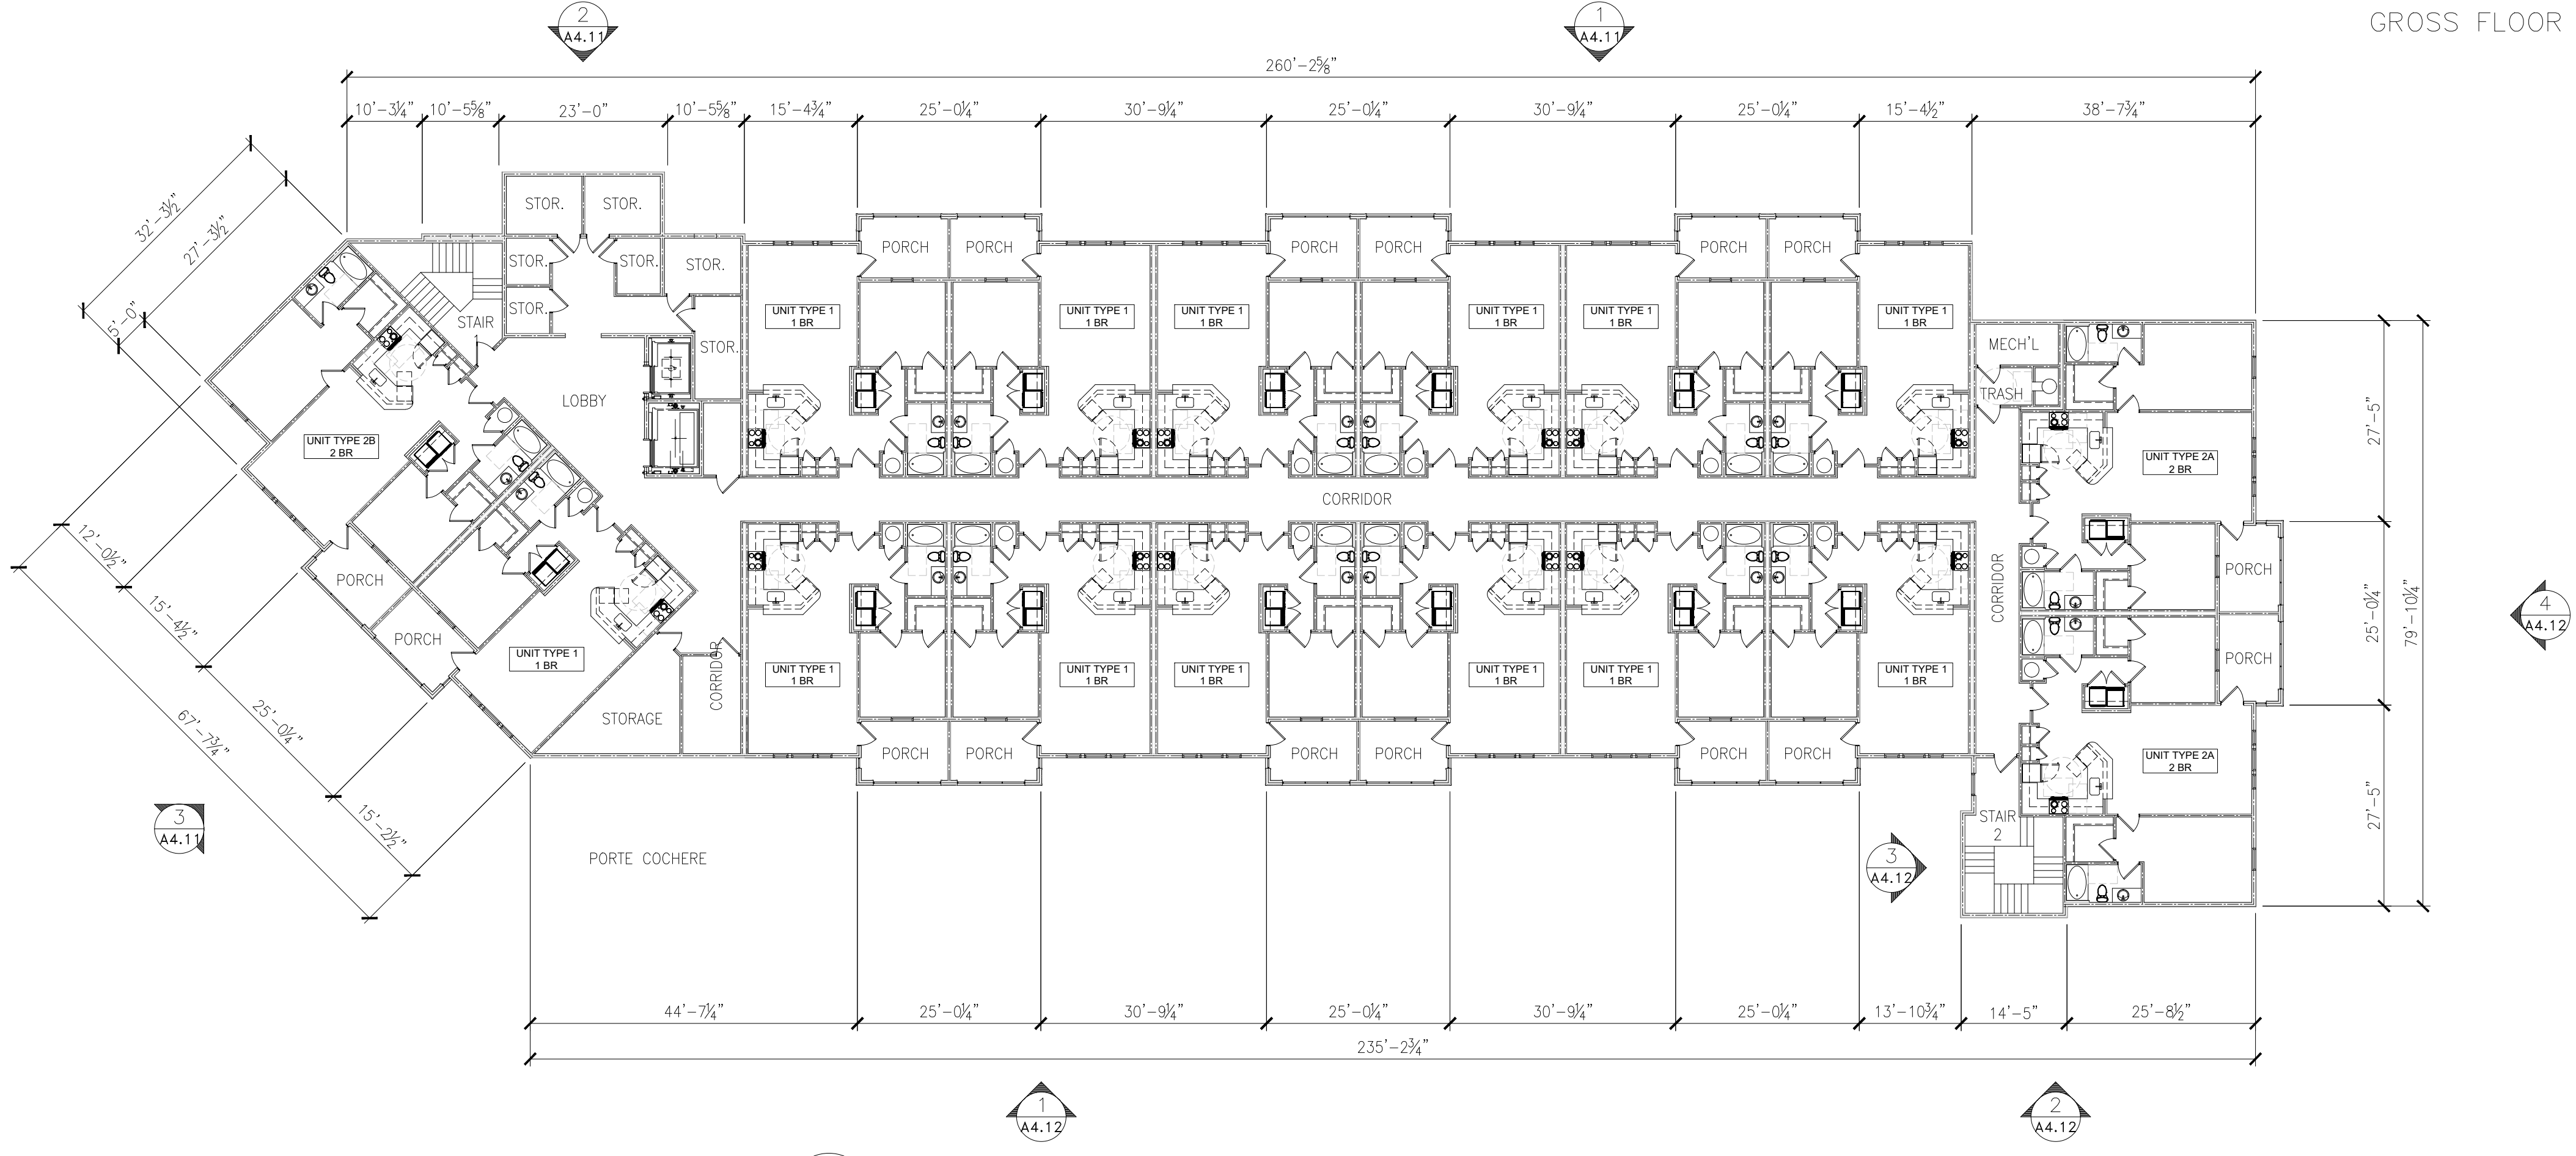 GROSS FLOOR
2
A4.11
1
A4.11
260'-2⅝"
10'-3¼" 10'-5⅝" 23'-0" 10'-5⅝" 15'-4¾" 25'-0¼" 30'-9¼" 25'-0¼" 30'-9¼" 25'-0¼" 15'-4½" 38'-7¾"
32'-3½"
27'-3½"
5'-0"
STOR. STOR.
STOR. STOR. STOR.
STOR.
STOR.
STAIR
1
LOBBY
PORCH PORCH PORCH PORCH PORCH PORCH
UNIT TYPE 1
1 BR
UNIT TYPE 1
1 BR
UNIT TYPE 1
1 BR
UNIT TYPE 1
1 BR
UNIT TYPE 1
1 BR
UNIT TYPE 1
1 BR
MECH'L
TRASH
UNIT TYPE 2B
2 BR
UNIT TYPE 2A
2 BR
27'-5"
CORRIDOR
12'-0½"
15'-4½"
25'-0¼"
67'-7¾"
15'-2½"
PORCH
PORCH
UNIT TYPE 1
1 BR
STORAGE
CORRIDOR
UNIT TYPE 1
1 BR
UNIT TYPE 1
1 BR
UNIT TYPE 1
1 BR
UNIT TYPE 1
1 BR
UNIT TYPE 1
1 BR
UNIT TYPE 1
1 BR
CORRIDOR
PORCH
PORCH
25'-0¼"
79'-10¼"
4
A4.12
PORCH PORCH PORCH PORCH PORCH PORCH
UNIT TYPE 2A
2 BR
27'-5"
STAIR
2
3
A4.11
PORTE COCHERE
3
A4.12
44'-7¼" 25'-0¼" 30'-9¼" 25'-0¼" 30'-9¼" 25'-0¼" 13'-10¾" 14'-5" 25'-8½"
235'-2¾"
1
A4.12
2
A4.12